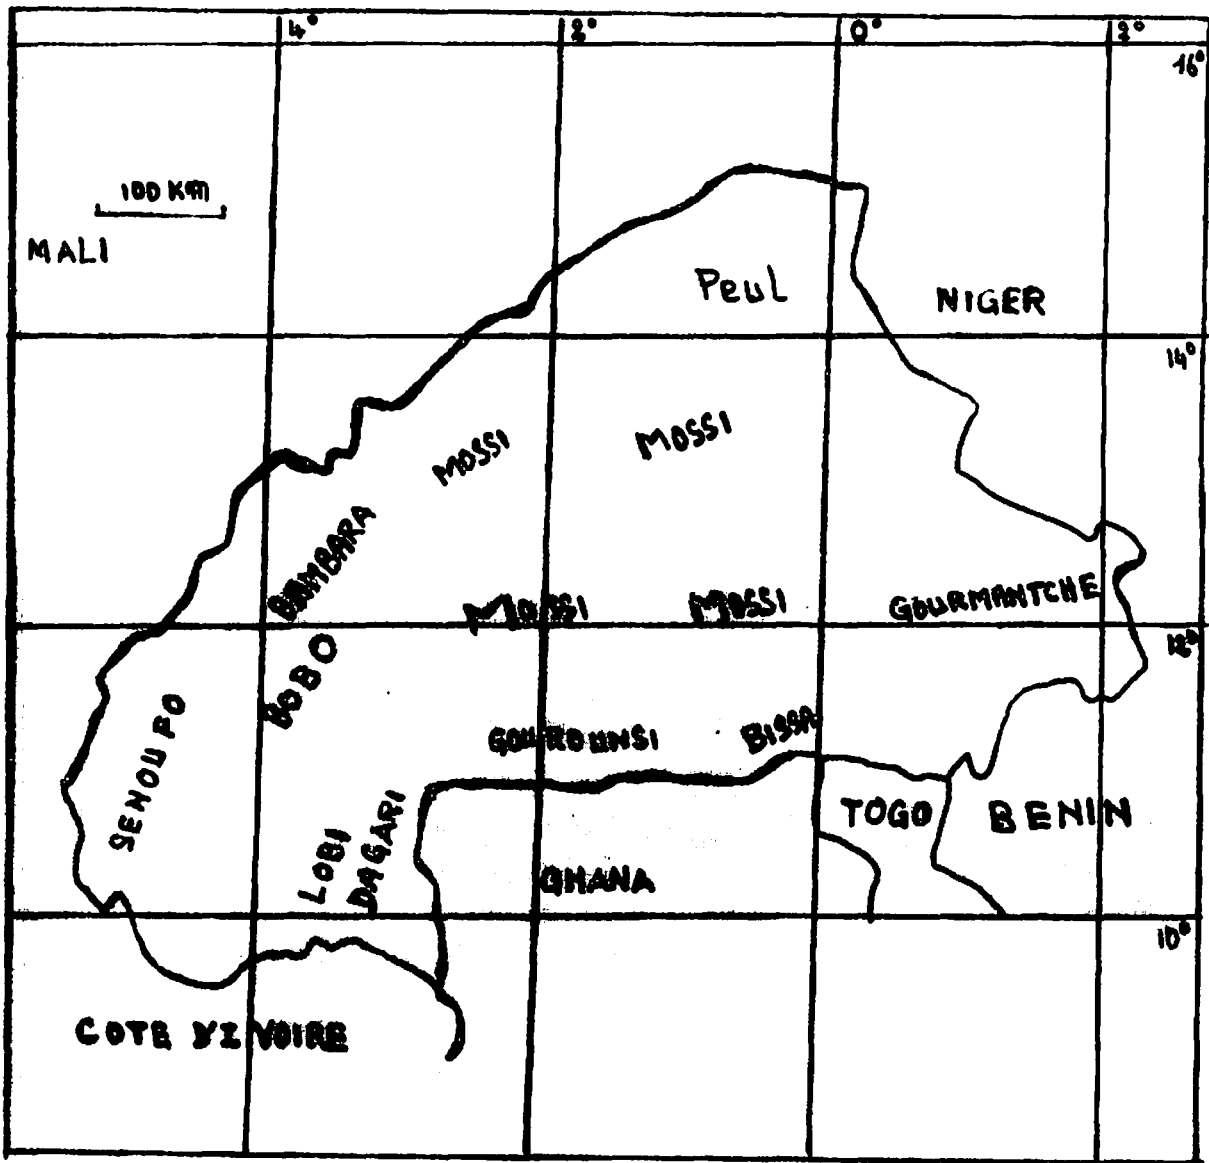 4° 2° 0° 2°
16°
100 Km
MALI
Peul
NIGER
14°
MOSSI
MOSSI
BAMBARA
MOSSI
MOSSI
GOURMANTCHE
12°
BOBO
SENOUFO
GOUROUNSI
BISSA
LOBI
DAGARI
TOGO
BENIN
GHANA
10°
COTE D'IVOIRE